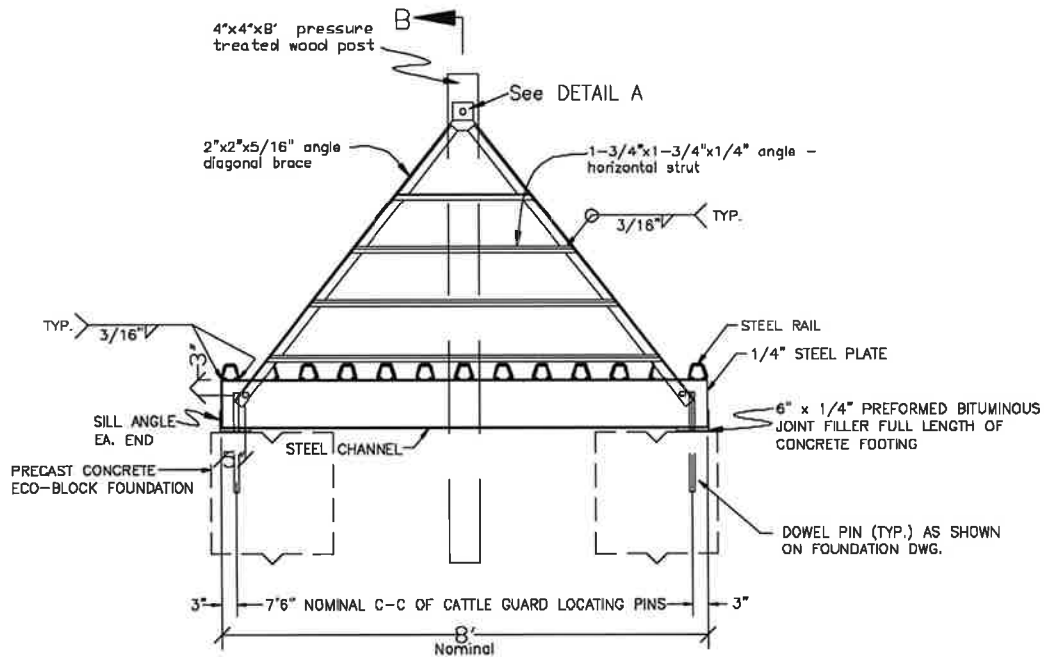 B
4"x4"x8' pressure
treated wood post
See DETAIL A
2"x2"x5/16" angle
diagonal brace
1-3/4"x1-3/4"x1/4" angle -
horizontal strut
3/16"
TYP.
TYP.
3/16"
3"
STEEL RAIL
1/4" STEEL PLATE
SILL ANGLE
EA. END
STEEL CHANNEL
6" x 1/4" PREFORMED BITUMINOUS
JOINT FILLER FULL LENGTH OF
CONCRETE FOOTING
PRECAST CONCRETE
ECO-BLOCK FOUNDATION
DOWEL PIN (TYP.) AS SHOWN
ON FOUNDATION DWG.
3"
7'6" NOMINAL C-C OF CATTLE GUARD LOCATING PINS
3"
8'
Nominal